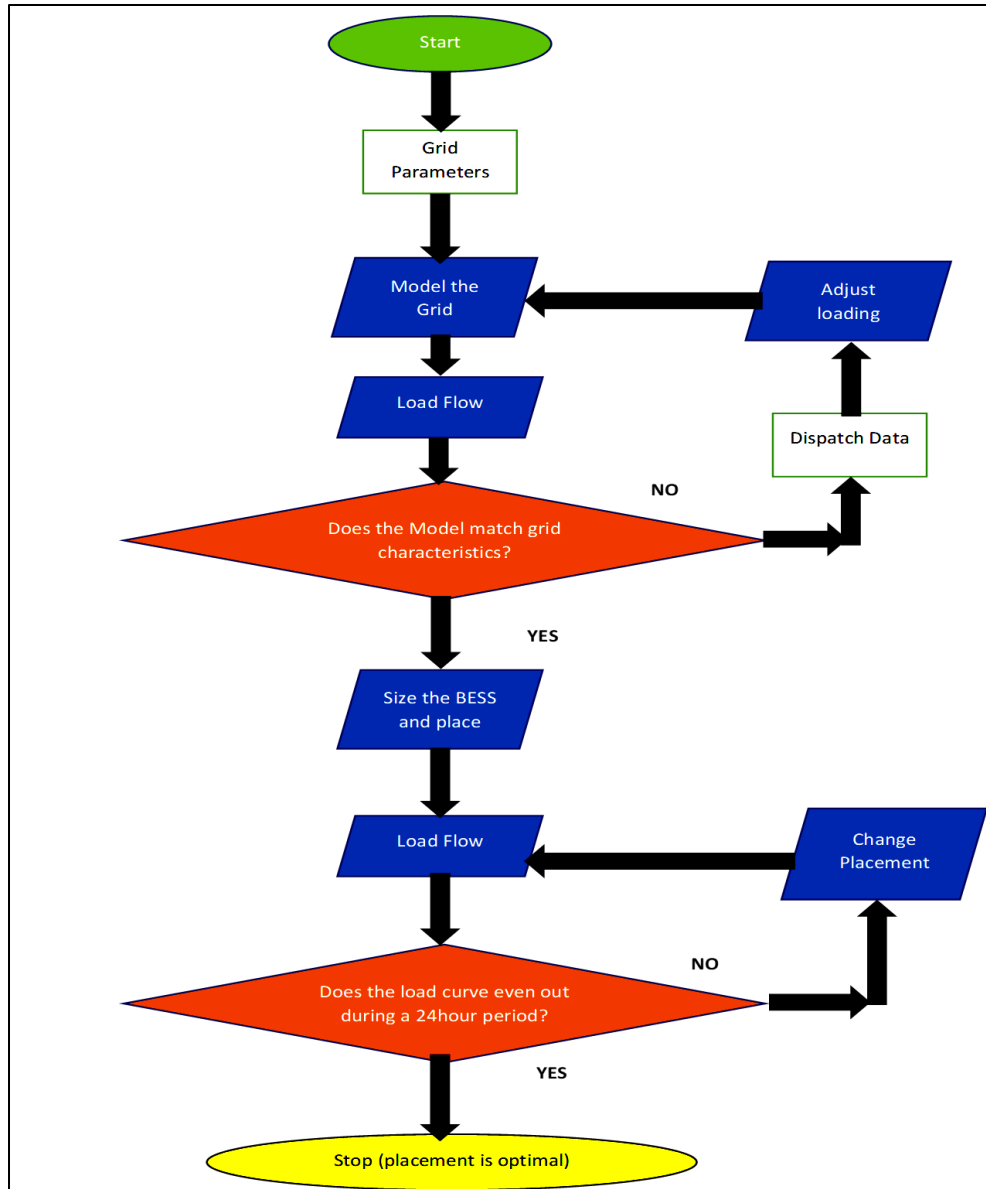 Start
Grid
Parameters
Model the
Grid
Adjust
loading
Load Flow
Dispatch Data
NO
Does the Model match grid
characteristics?
YES
Size the BESS
and place
Load Flow
Change
Placement
NO
Does the load curve even out
during a 24hour period?
YES
Stop (placement is optimal)